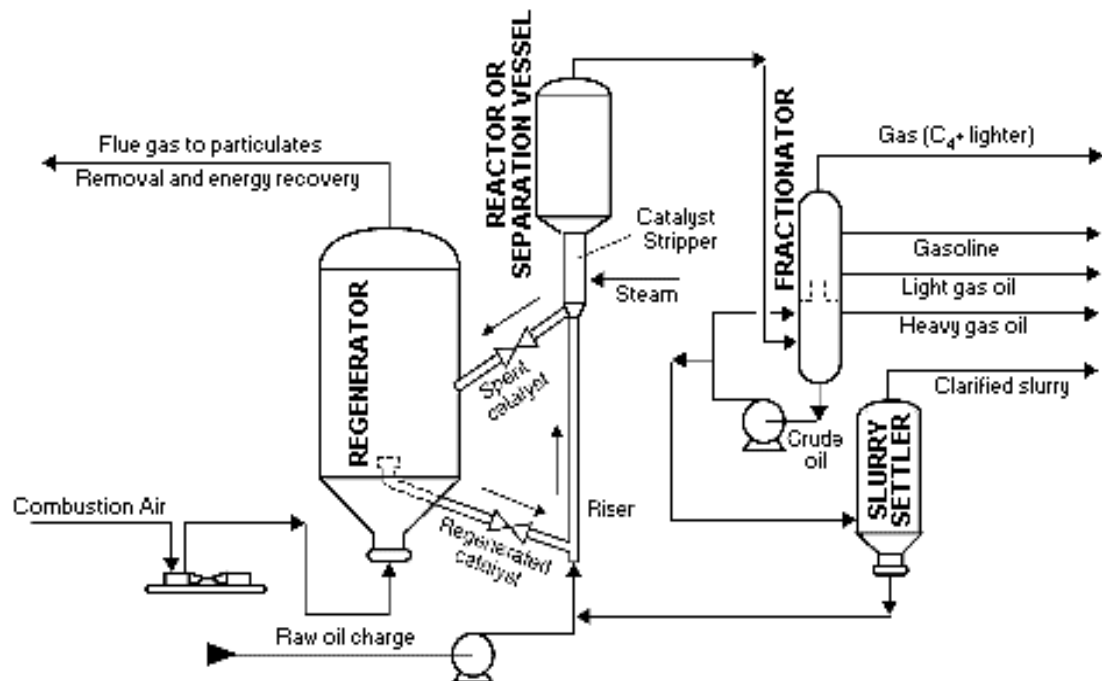 Flue gas to particulates
Removal and energy recovery
REACTOR OR
SEPARATION VESSEL
FRACTIONATOR
Gas (C4+ lighter)
Catalyst
Stripper
Gasoline
Steam
Light gas oil
Heavy gas oil
REGENERATOR
Spent
catalyst
Clarified slurry
Crude
oil
SLURRY
SETTLER
Combustion Air
Riser
Regenerated
catalyst
Raw oil charge